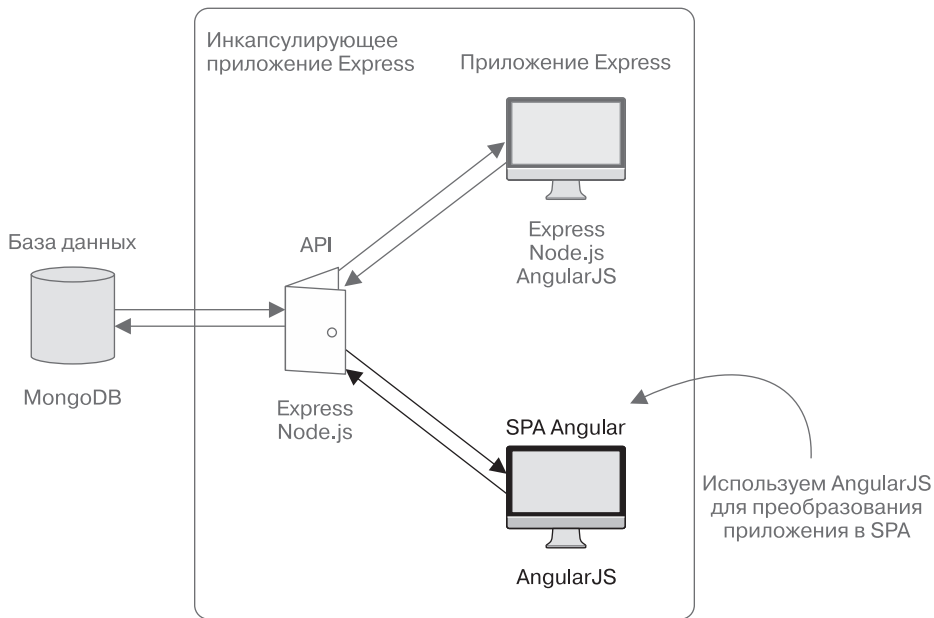 Инкапсулирующее
приложение Express
Приложение Express
Express
Node.js
AngularJS
База данных
API
MongoDB
Express
Node.js
SPA Angular
AngularJS
Используем AngularJS
для преобразования
приложения в SPA